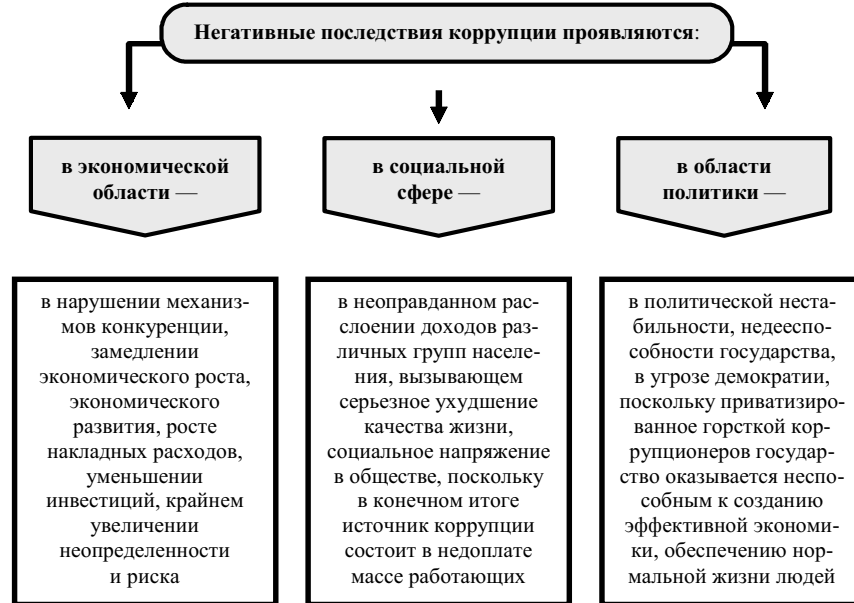 Негативные последствия коррупции проявляются:
в экономической
области —
в социальной
сфере —
в области
политики —
в нарушении механиз-
мов конкуренции,
замедлении
экономического роста,
экономического
развития, росте
накладных расходов,
уменьшении
инвестиций, крайнем
увеличении
неопределенности
и риска
в неоправданном рас-
слоении доходов раз-
личных групп населе-
ния, вызывающем
серьезное ухудшение
качества жизни,
социальное напряжение
в обществе, поскольку
в конечном итоге
источник коррупции
состоит в недоплате
массе работающих
в политической неста-
бильности, недееспо-
собности государства,
в угрозе демократии,
поскольку приватизиро-
ванное горсткой кор-
рупционеров государ-
ство оказывается неспо-
собным к созданию
эффективной экономи-
ки, обеспечению нор-
мальной жизни людей